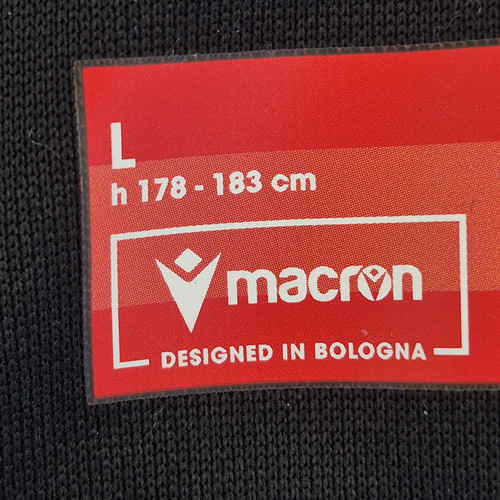 L
h 178 - 183 cm
macron
DESIGNED IN BOLOGNA